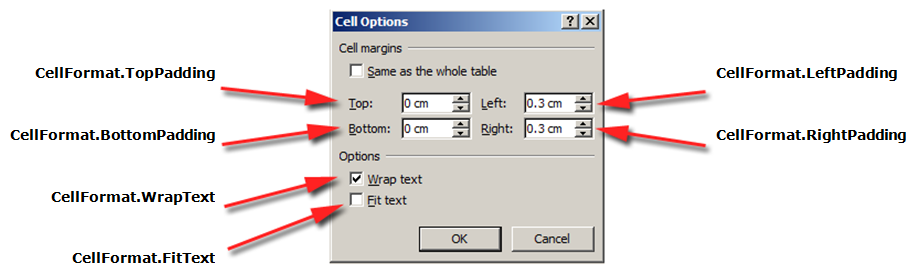 Cell Options
Cell margins
Same as the whole table
CellFormat.TopPadding
CellFormat.LeftPadding
Top: 0 cm Left: 0.3 cm
Bottom: 0 cm Right: 0.3 cm
CellFormat.BottomPadding
CellFormat.RightPadding
Options
Wrap text
CellFormat.WrapText
Fit text
OK Cancel
CellFormat.FitText